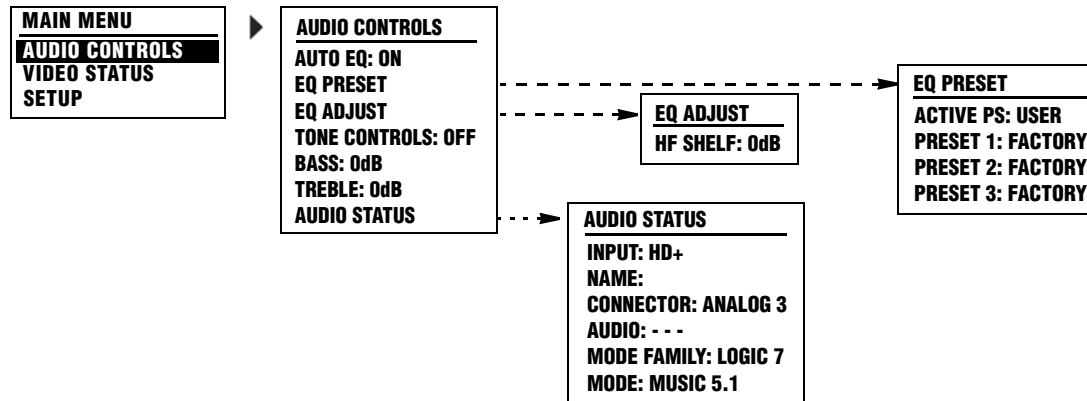 MAIN MENU
AUDIO CONTROLS
VIDEO STATUS
SETUP
AUDIO CONTROLS
AUTO EQ: ON
EQ PRESET
EQ ADJUST
TONE CONTROLS: OFF
BASS: 0dB
TREBLE: 0dB
AUDIO STATUS
EQ ADJUST
HF SHELF: 0dB
EQ PRESET
ACTIVE PS: USER
PRESET 1: FACTORY
PRESET 2: FACTORY
PRESET 3: FACTORY
AUDIO STATUS
INPUT: HD+
NAME:
CONNECTOR: ANALOG 3
AUDIO: - - -
MODE FAMILY: LOGIC 7
MODE: MUSIC 5.1